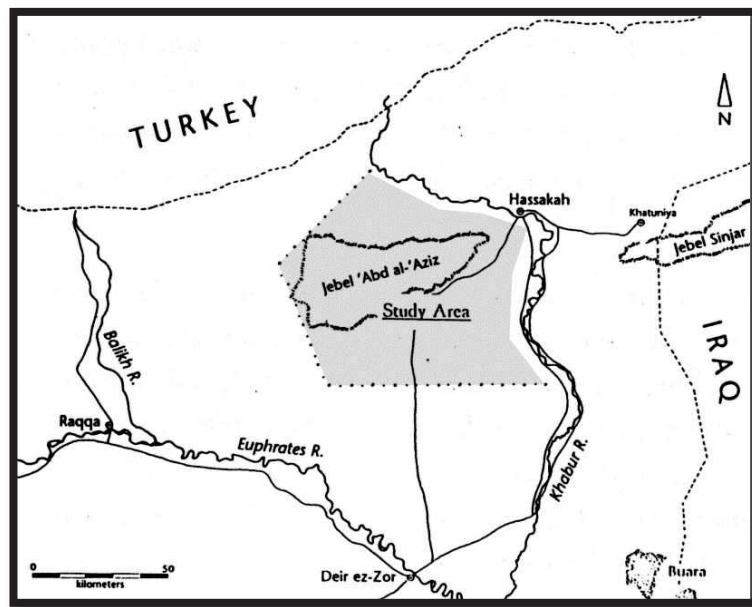 TURKEY
N
Hassakah
Khatuniya
Jebel Sinjar
Jebel 'Abd al-'Aziz
Study Area
IRAQ
Balikh R.
Raqqa
Euphrates R.
Khabur R.
Deir ez-Zor
Buara
0 50
kilometers